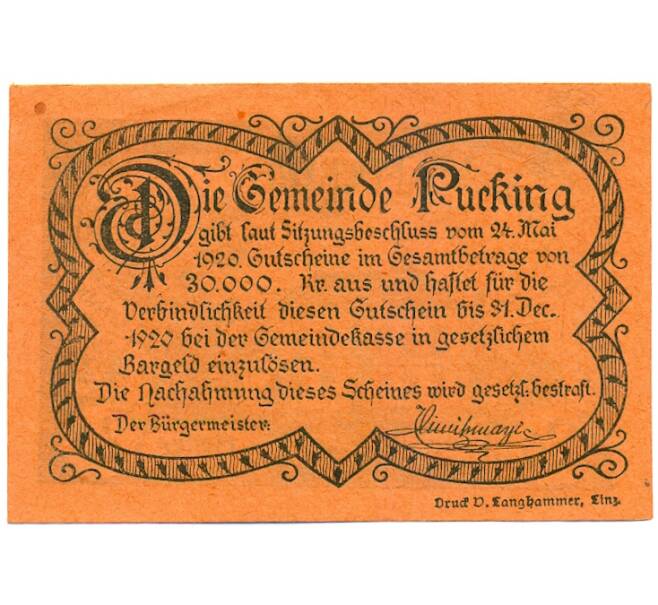 Die Gemeinde Pucking
gibt laut Sitzungsbeschluss vom 24. Mai
1920. Gutscheine im Gesamtbetrage von
30.000. Kr. aus und haftet für die
Verbindlichkeit diesen Gutschein bis 31. Dec.
1920 bei der Gemeindekasse in gesetzlichem
Bargeld einzulösen.
Die Nachahmung dieses Scheines wird gesetzl. bestraft.
Der Bürgermeister:
Druck V. Langhammer, Linz.